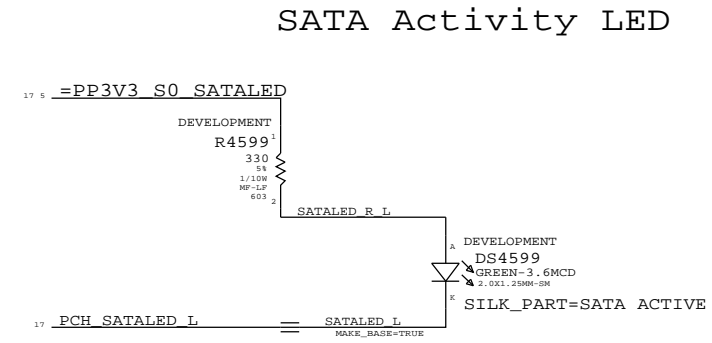 SATA Activity LED
17 5 =PP3V3_S0_SATALED
DEVELOPMENT
R4599 1
330
5%
1/10W
MF-LF
603
2
SATALED_R_L
A DEVELOPMENT
DS4599
GREEN-3.6MCD
2.0X1.25MM-SM
K
SILK_PART=SATA ACTIVE
17 PCH_SATALED_L SATALED_L
MAKE_BASE=TRUE